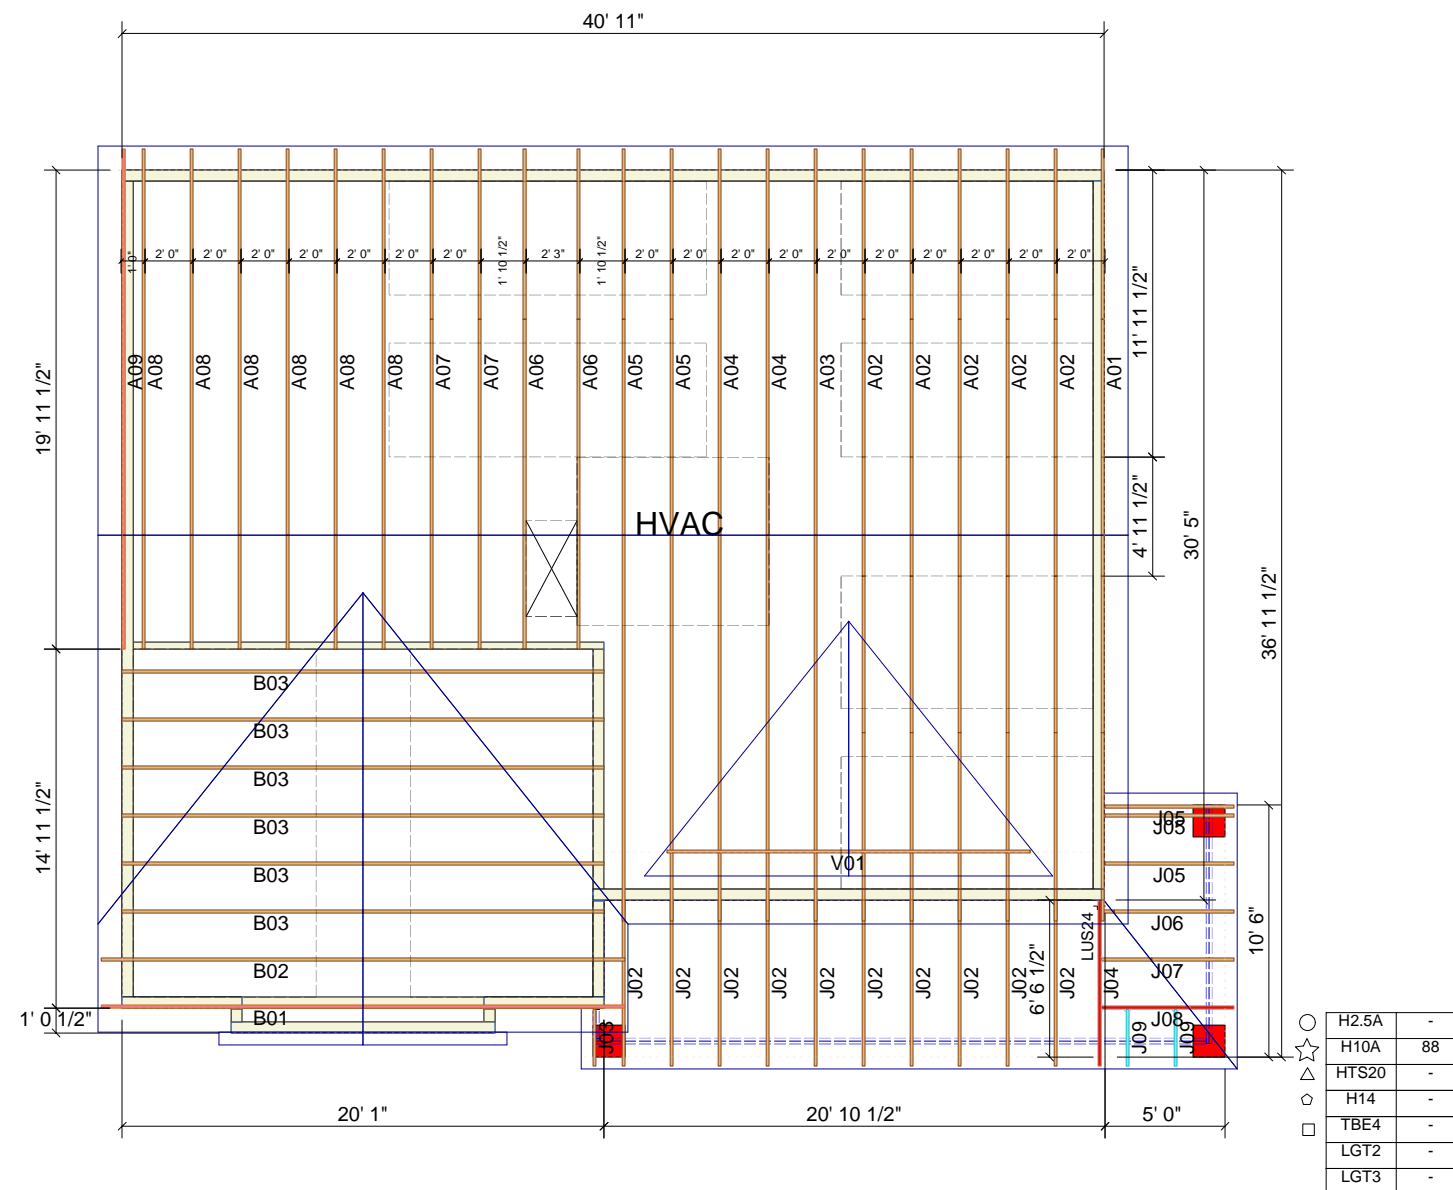 40' 11"
1' 0" 2' 0" 2' 0" 2' 0" 2' 0" 2' 0" 2' 0" 2' 0" 1' 10 1/2" 2' 3" 1' 10 1/2" 2' 0" 2' 0" 2' 0" 2' 0" 2' 0" 2' 0" 2' 0" 2' 0" 2' 0" 2' 0"
A09 A08 A08 A08 A08 A08 A08 A07 A07 A06 A06 A05 A05 A04 A04 A03 A02 A02 A02 A02 A02 A01
19' 11 1/2"
11' 11 1/2"
HVAC
4' 11 1/2"
30' 5"
36' 11 1/2"
B03
B03
B03
B03
B03
B03
B02
B01
14' 11 1/2"
1' 0 1/2"
V01
J05
J05
J05
J06
J07
J08
10' 6"
LUS24
6' 6 1/2"
J02 J02 J02 J02 J02 J02 J02 J02 J02 J02 J04
J03
J09 J09
20' 1"
20' 10 1/2"
5' 0"
H2.5A -
H10A 88
HTS20 -
H14 -
TBE4 -
LGT2 -
LGT3 -